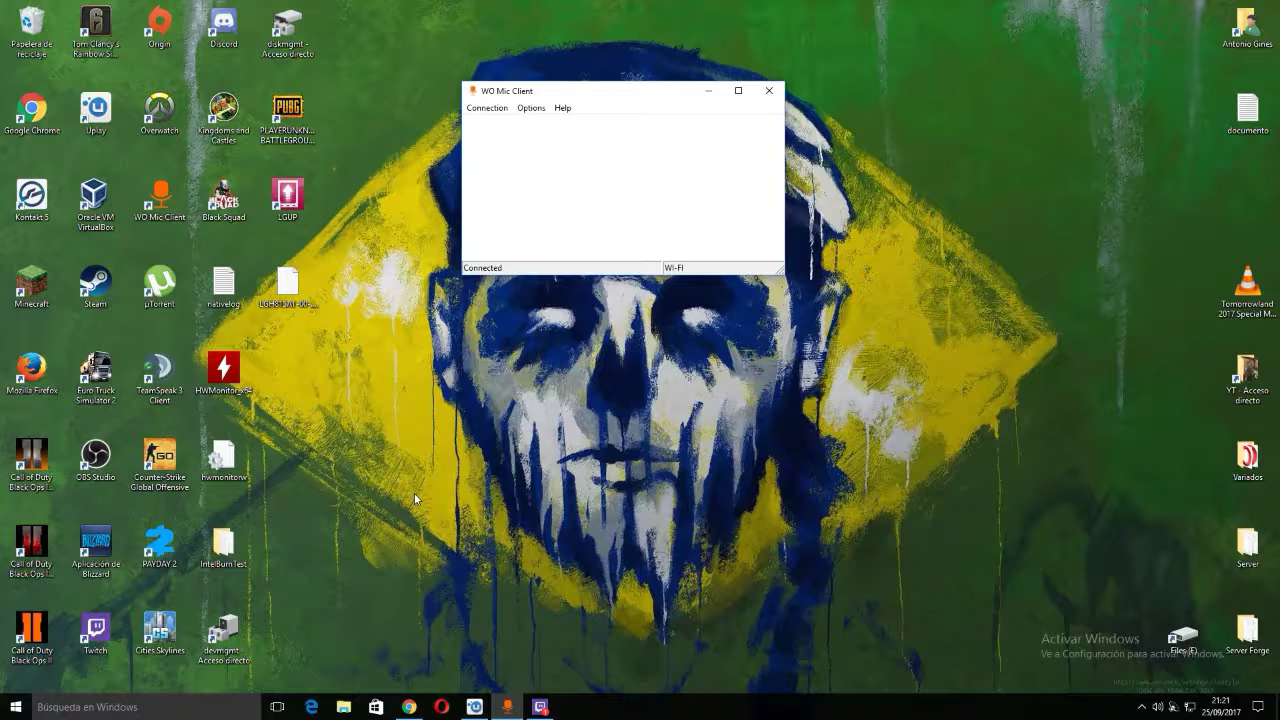 Papelera de
reciclaje
Tom Clancy's
Rainbow Si...
Origin
Discord
diskmgmt -
Acceso directo
Antonio Gines
WO Mic Client
Connection Options Help
Connected
WI-FI
Google Chrome
Uplay
Overwatch
Kingdoms and
Castles
PUBG
PLAYERUNKN...
BATTLEGROU...
documento
Kontakt 5
Oracle VM
VirtualBox
WO Mic Client
Black Squad
LGUP
Minecraft
Steam
µTorrent
nativelog
Tomorrowland
2017 Special M...
Mozilla Firefox
Euro Truck
Simulator 2
TeamSpeak 3
Client
HWMonitor_x64
YT - Acceso
directo
Call of Duty
Black Ops I...
OBS Studio
GO
Counter-Strike
Global Offensive
hwmonitorw
Variados
Call of Duty
Black Ops I...
Aplicación de
Blizzard
PAYDAY 2
IntelBurnTest
Server
Call of Duty
Black Ops II
Twitch
Cities Skylines
devmgmt -
Acceso directo
Files (F)
Server Forge
Activar Windows
Ve a Configuración para activar Windows.
Búsqueda en Windows
21:21
25/09/2017